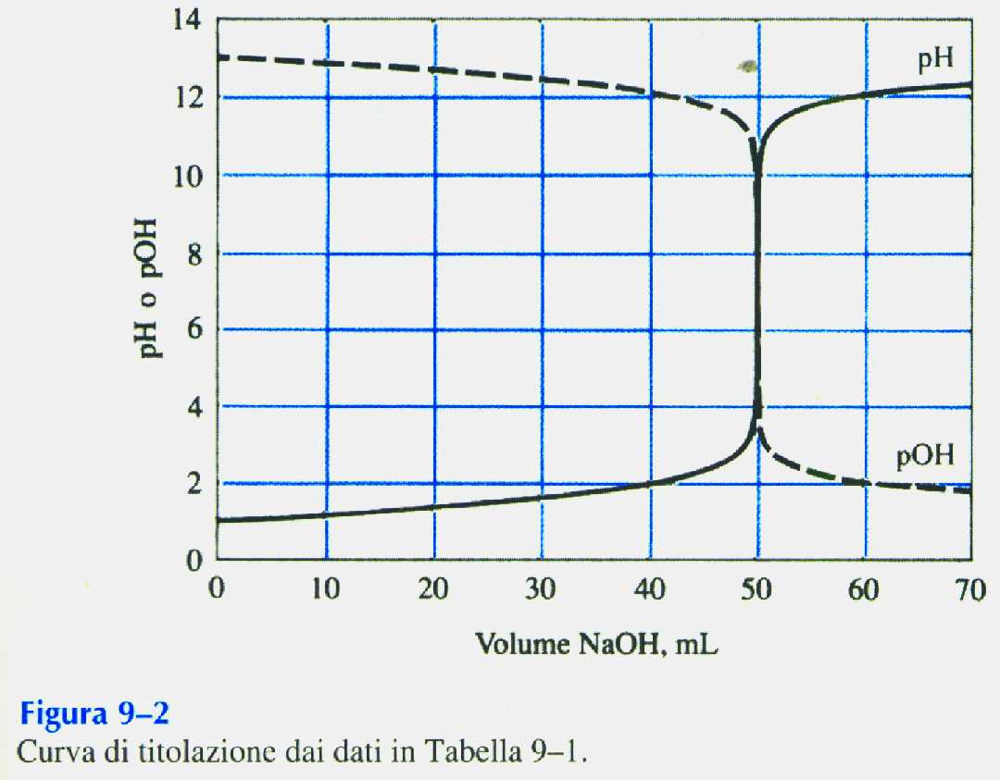 14
12
10
8
6
4
2
0
pH o pOH
pH
pOH
0 10 20 30 40 50 60 70
Volume NaOH, mL
Figura 9–2
Curva di titolazione dai dati in Tabella 9–1.